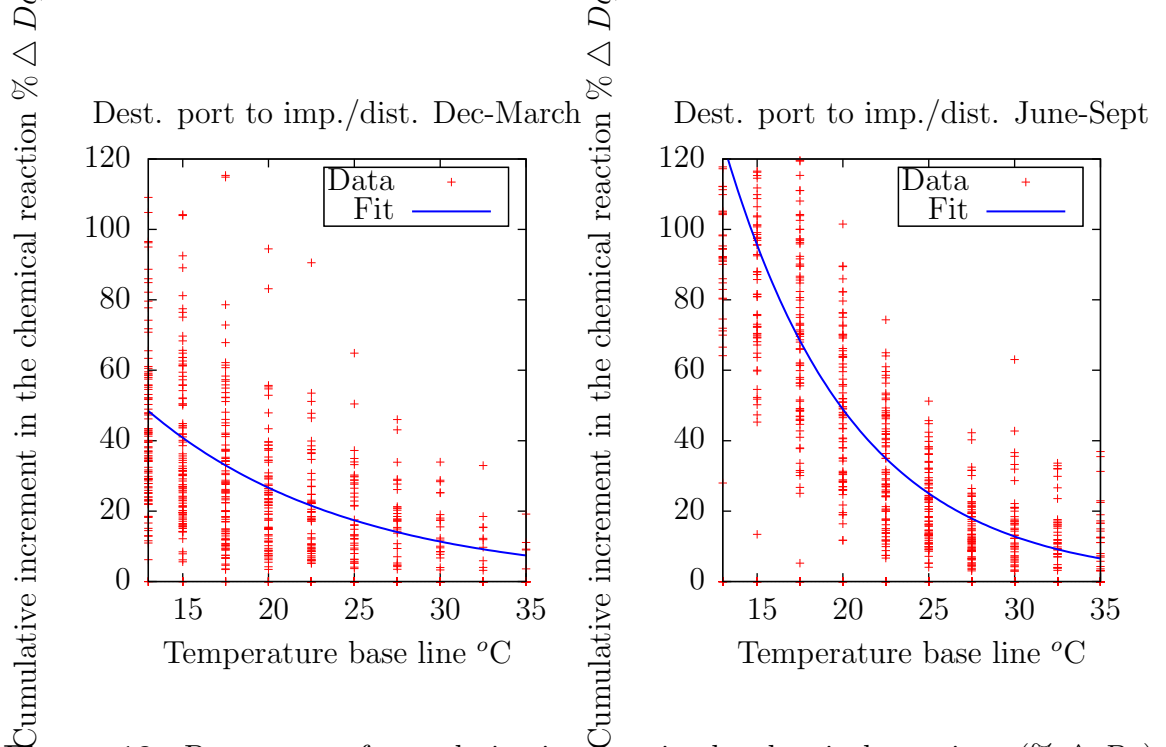 Cumulative increment in the chemical reaction % △
Dest. port to imp./dist. Dec-March
120
100
80
60
40
20
0
Data
Fit
15 20 25 30 35
Temperature base line °C
Cumulative increment in the chemical reaction % △
Dest. port to imp./dist. June-Sept
120
100
80
60
40
20
0
Data
Fit
15 20 25 30 35
Temperature base line °C